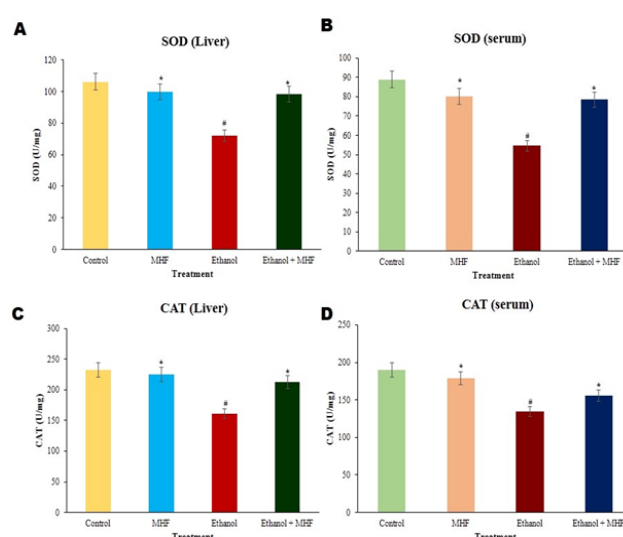 A
SOD (Liver)
SOD (U/mg)
120
100
80
60
40
20
0
*
#
*
Control
MHF
Ethanol
Ethanol + MHF
Treatment
B
SOD (serum)
SOD (U/mg)
100
90
80
70
60
50
40
30
20
10
0
*
#
*
Control
MHF
Ethanol
Ethanol + MHF
Treatment
C
CAT (Liver)
CAT (U/mg)
300
250
200
150
100
50
0
*
#
*
Control
MHF
Ethanol
Ethanol + MHF
Treatment
D
CAT (serum)
CAT (U/mg)
250
200
150
100
50
0
*
#
*
Control
MHF
Ethanol
Ethanol + MHF
Treatment